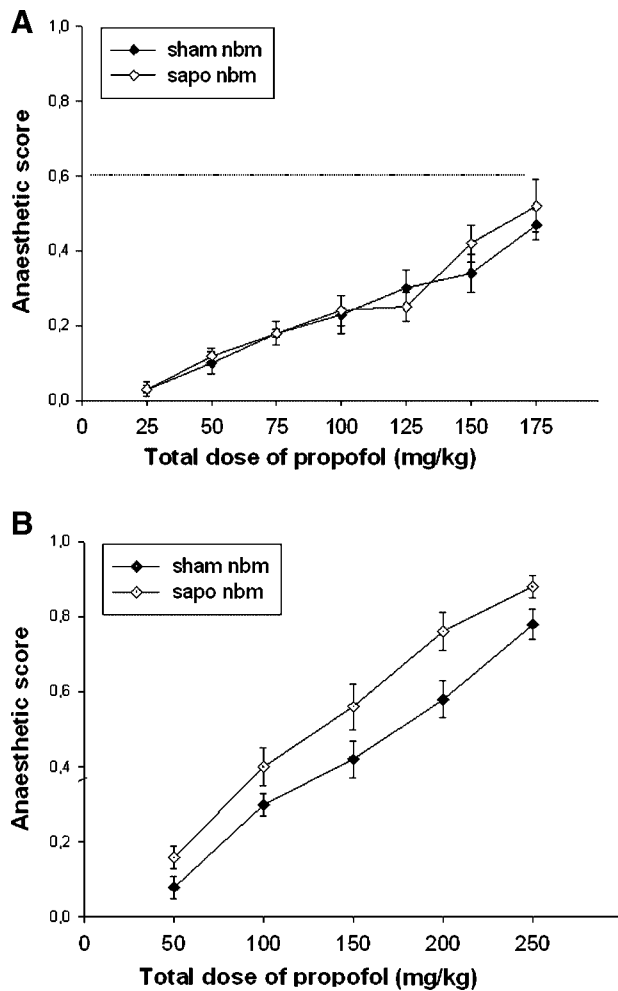 A
1,0
sham nbm
sapo nbm
0,8
0,6
0,4
0,2
0,0
Anaesthetic score
0 25 50 75 100 125 150 175
Total dose of propofol (mg/kg)
B
1,0
sham nbm
sapo nbm
0,8
0,6
0,4
0,2
0,0
Anaesthetic score
0 50 100 150 200 250
Total dose of propofol (mg/kg)